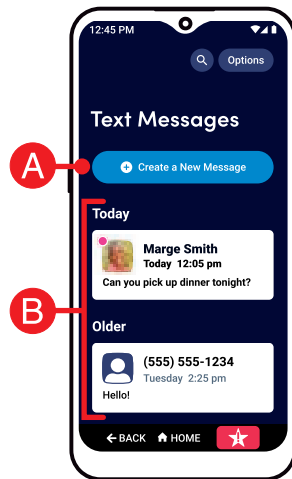 12:45 PM
Options
Text Messages
A
Create a New Message
Today
Marge Smith
Today 12:05 pm
Can you pick up dinner tonight?
B
Older
(555) 555-1234
Tuesday 2:25 pm
Hello!
BACK HOME